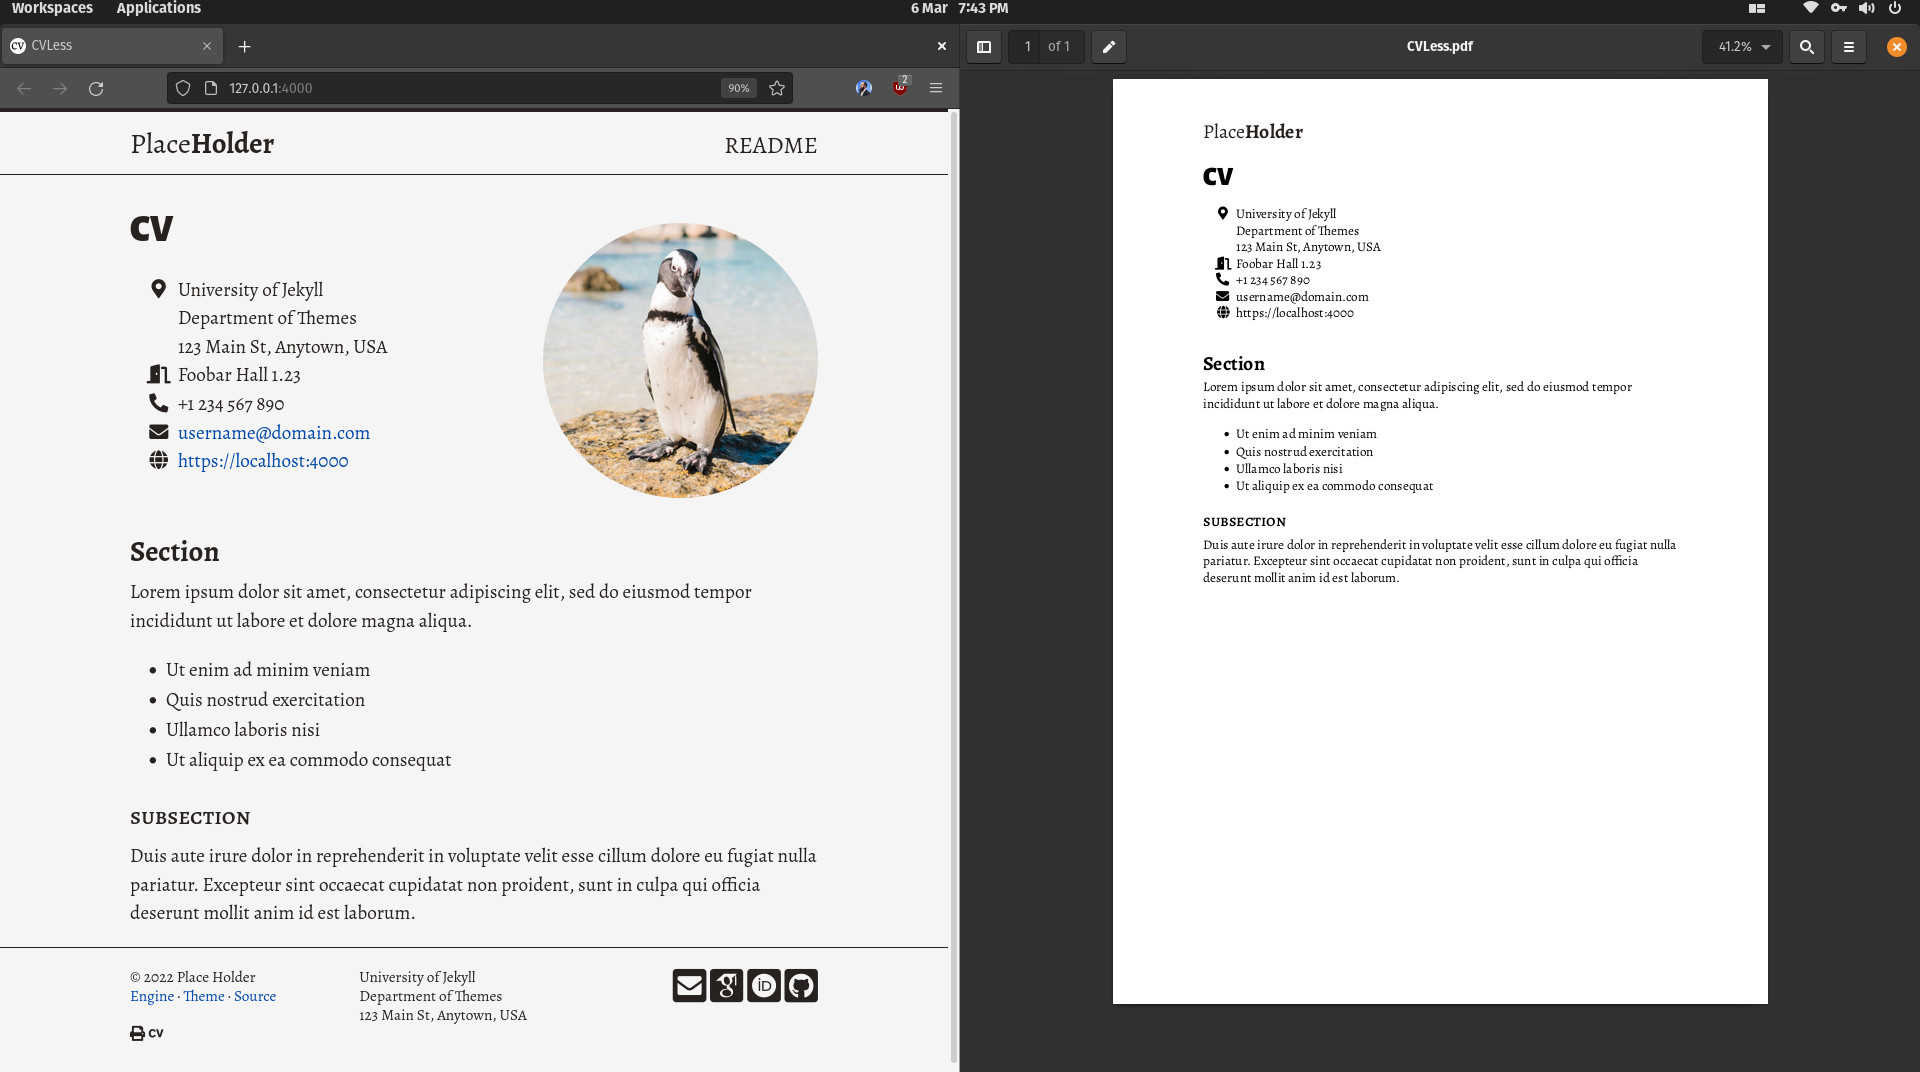 Workspaces Applications 6 Mar 7:43 PM
CV CVLess
127.0.0.1:4000 90% 2
PlaceHolder README
CV
University of Jekyll
Department of Themes
123 Main St, Anytown, USA
Foobar Hall 1.23
+1 234 567 890
username@domain.com
https://localhost:4000
Section
Lorem ipsum dolor sit amet, consectetur adipiscing elit, sed do eiusmod tempor
incididunt ut labore et dolore magna aliqua.
• Ut enim ad minim veniam
• Quis nostrud exercitation
• Ullamco laboris nisi
• Ut aliquip ex ea commodo consequat
SUBSECTION
Duis aute irure dolor in reprehenderit in voluptate velit esse cillum dolore eu fugiat nulla
pariatur. Excepteur sint occaecat cupidatat non proident, sunt in culpa qui officia
deserunt mollit anim id est laborum.
© 2022 Place Holder
Engine · Theme · Source
CV
University of Jekyll
Department of Themes
123 Main St, Anytown, USA
iD
1 of 1 CVLess.pdf 41.2%
PlaceHolder
CV
University of Jekyll
Department of Themes
123 Main St, Anytown, USA
Foobar Hall 1.23
+1 234 567 890
username@domain.com
https://localhost:4000
Section
Lorem ipsum dolor sit amet, consectetur adipiscing elit, sed do eiusmod tempor
incididunt ut labore et dolore magna aliqua.
• Ut enim ad minim veniam
• Quis nostrud exercitation
• Ullamco laboris nisi
• Ut aliquip ex ea commodo consequat
SUBSECTION
Duis aute irure dolor in reprehenderit in voluptate velit esse cillum dolore eu fugiat nulla
pariatur. Excepteur sint occaecat cupidatat non proident, sunt in culpa qui officia
deserunt mollit anim id est laborum.